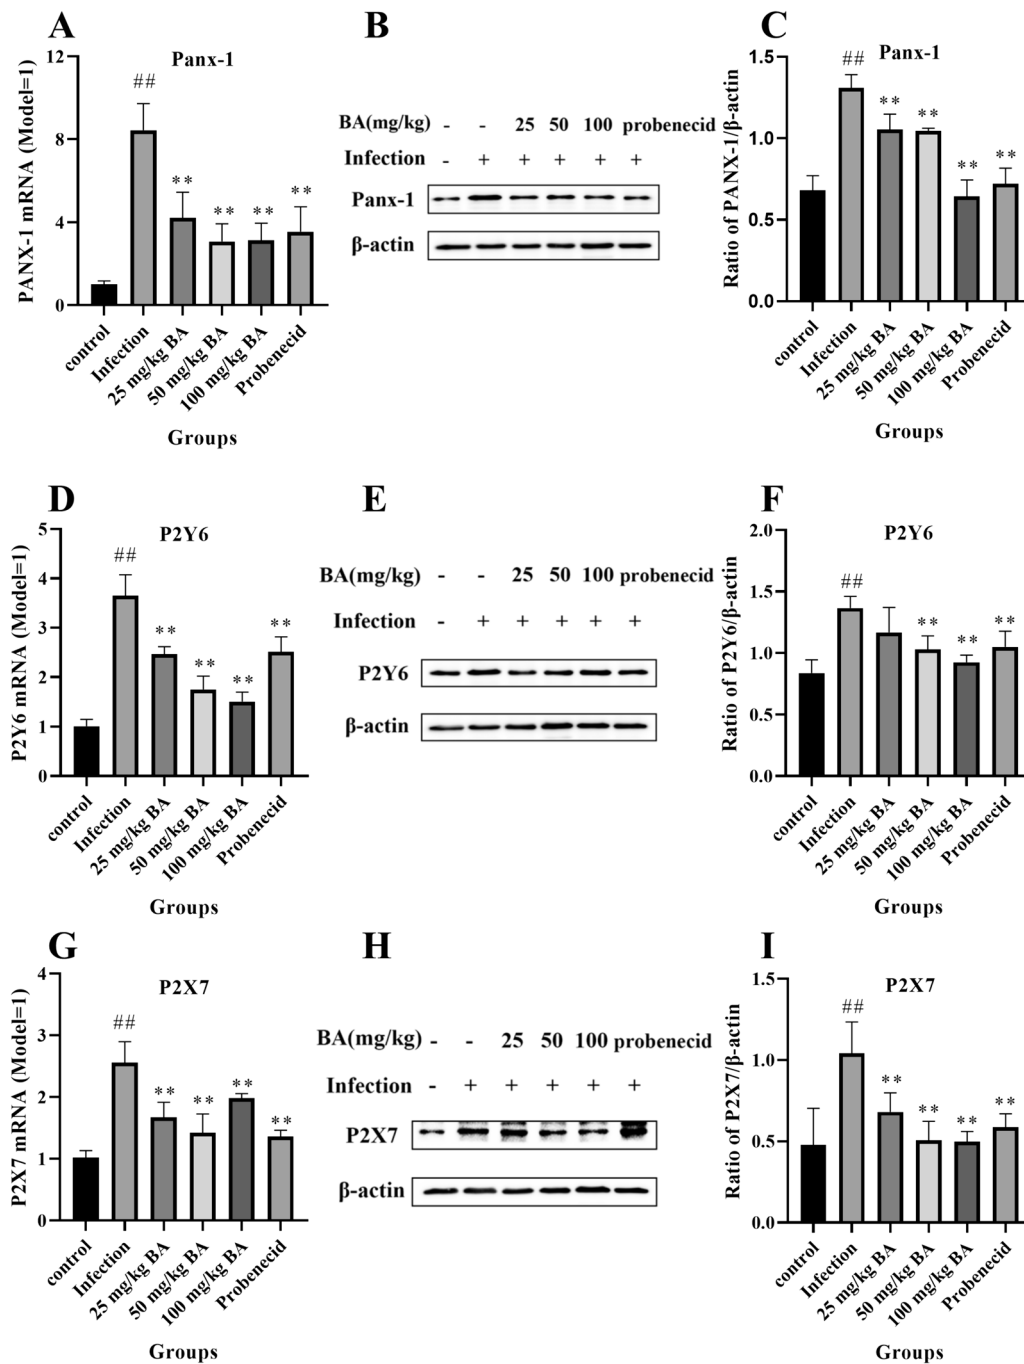 A
Panx-1
PANX-1 mRNA (Model=1)
12
8
4
0
##
**
**
**
**
control
Infection
25 mg/kg BA
50 mg/kg BA
100 mg/kg BA
Probenecid
Groups
B
BA(mg/kg) - - 25 50 100 probenecid
Infection - + + + + +
Panx-1
β-actin
C
Panx-1
Ratio of PANX-1/β-actin
1.5
1.0
0.5
0.0
##
**
**
**
**
control
Infection
25 mg/kg BA
50 mg/kg BA
100 mg/kg BA
Probenecid
Groups
D
P2Y6
P2Y6 mRNA (Model=1)
5
4
3
2
1
0
##
**
**
**
**
control
Infection
25 mg/kg BA
50 mg/kg BA
100 mg/kg BA
Probenecid
Groups
E
BA(mg/kg) - - 25 50 100 probenecid
Infection - + + + + +
P2Y6
β-actin
F
P2Y6
Ratio of P2Y6/β-actin
2.0
1.5
1.0
0.5
0.0
##
**
**
**
control
Infection
25 mg/kg BA
50 mg/kg BA
100 mg/kg BA
Probenecid
Groups
G
P2X7
P2X7 mRNA (Model=1)
4
3
2
1
0
##
**
**
**
**
control
Infection
25 mg/kg BA
50 mg/kg BA
100 mg/kg BA
Probenecid
Groups
H
BA(mg/kg) - - 25 50 100 probenecid
Infection - + + + + +
P2X7
β-actin
I
P2X7
Ratio of P2X7/β-actin
1.5
1.0
0.5
0.0
##
**
**
**
**
control
Infection
25 mg/kg BA
50 mg/kg BA
100 mg/kg BA
Probenecid
Groups